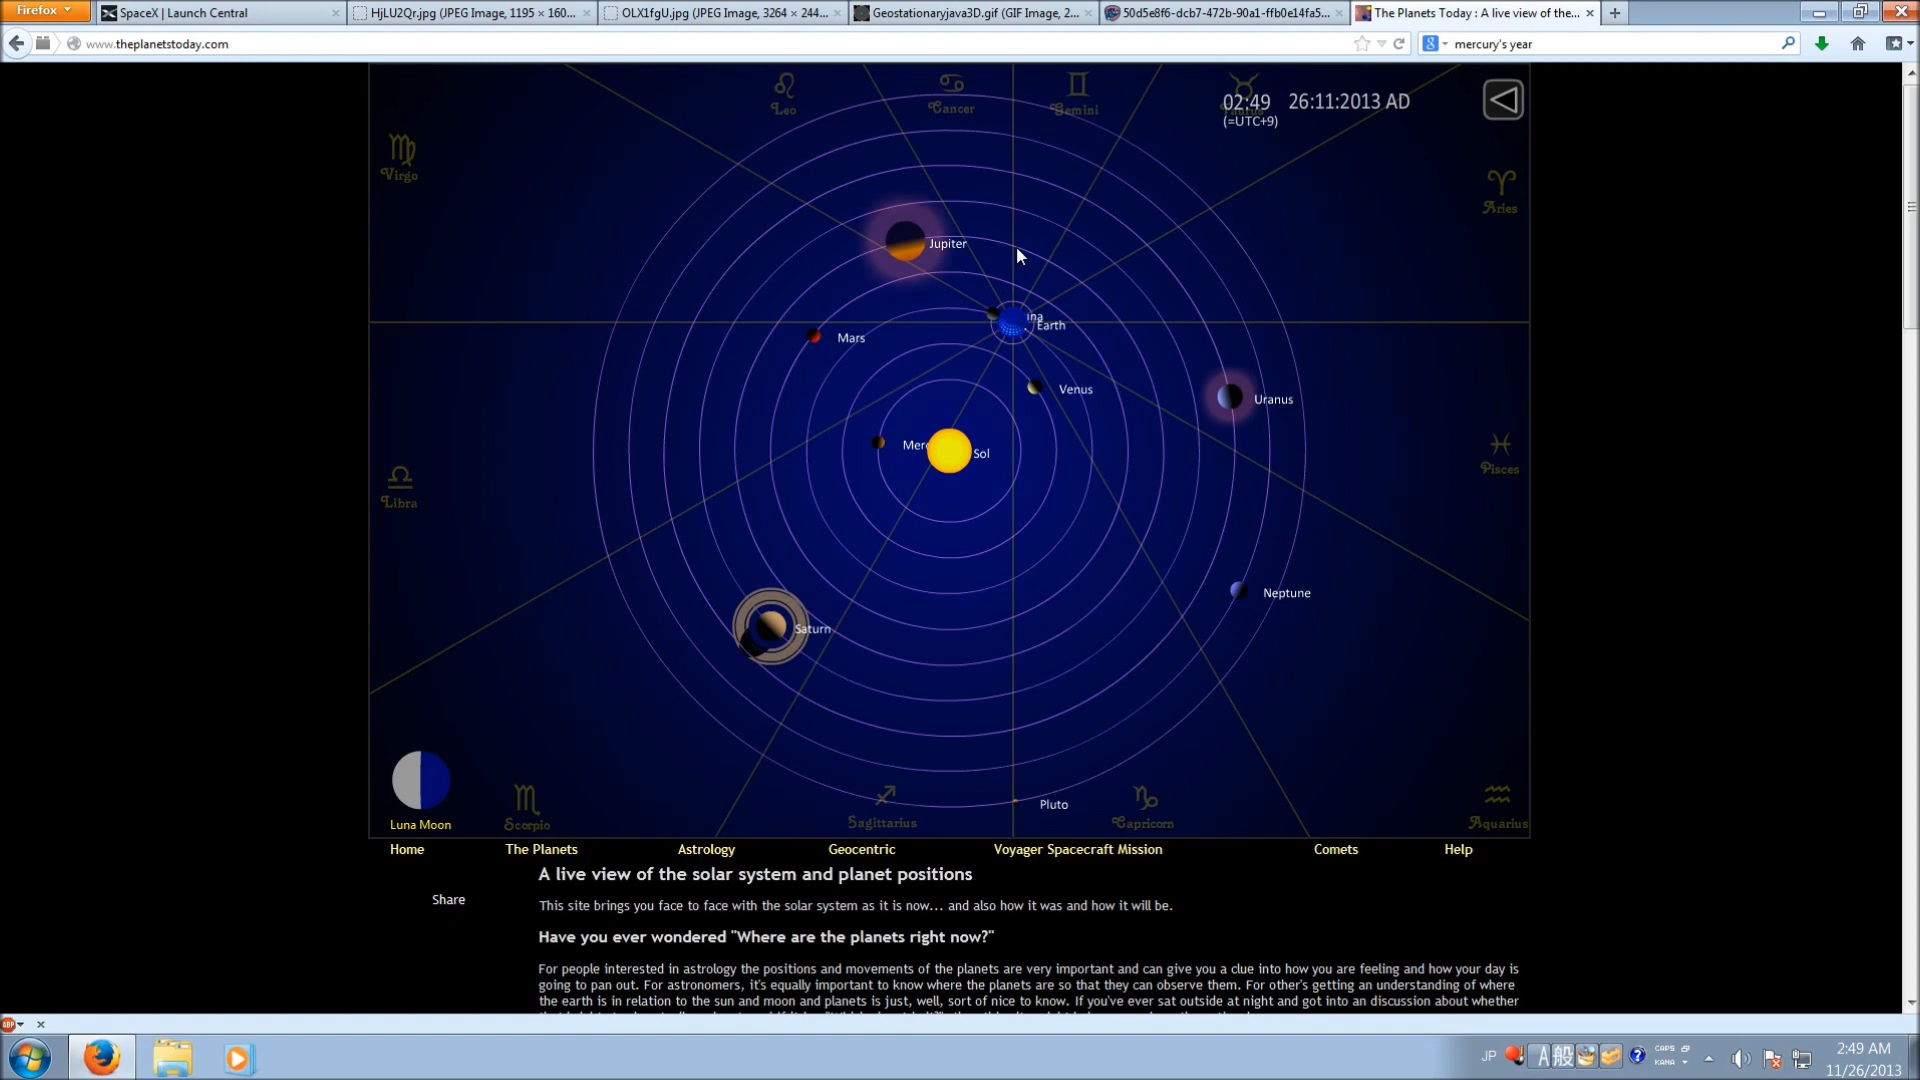 Firefox
SpaceX | Launch Central
HjLU2Qr.jpg (JPEG Image, 1195 × 160...
OLX1fgU.jpg (JPEG Image, 3264 × 244...
Geostationaryjava3D.gif (GIF Image, 2...
50d5e8f6-dcb7-472b-90a1-ffb0e14fa5...
The Planets Today : A live view of the...
www.theplanetstoday.com
mercury's year
Leo
Cancer
Gemini
Taurus
02:49 26:11:2013 AD
(=UTC+9)
Virgo
Aries
Jupiter
Earth
Mars
Venus
Uranus
Sol
Pisces
Libra
Neptune
Saturn
Pluto
Luna Moon
Scorpio
Sagittarius
Capricorn
Aquarius
Home The Planets Astrology Geocentric Voyager Spacecraft Mission Comets Help
A live view of the solar system and planet positions
Share
This site brings you face to face with the solar system as it is now... and also how it was and how it will be.
Have you ever wondered "Where are the planets right now?"
For people interested in astrology the positions and movements of the planets are very important and can give you a clue into how you are feeling and how your day is
going to pan out. For astronomers, it's equally important to know where the planets are so that they can observe them. For other's getting an understanding of where
the earth is in relation to the sun and moon and planets is just, well, sort of nice to know. If you've ever sat outside at night and got into an discussion about whether
ABP
JP
A 般
CAPS
KANA
2:49 AM
11/26/2013